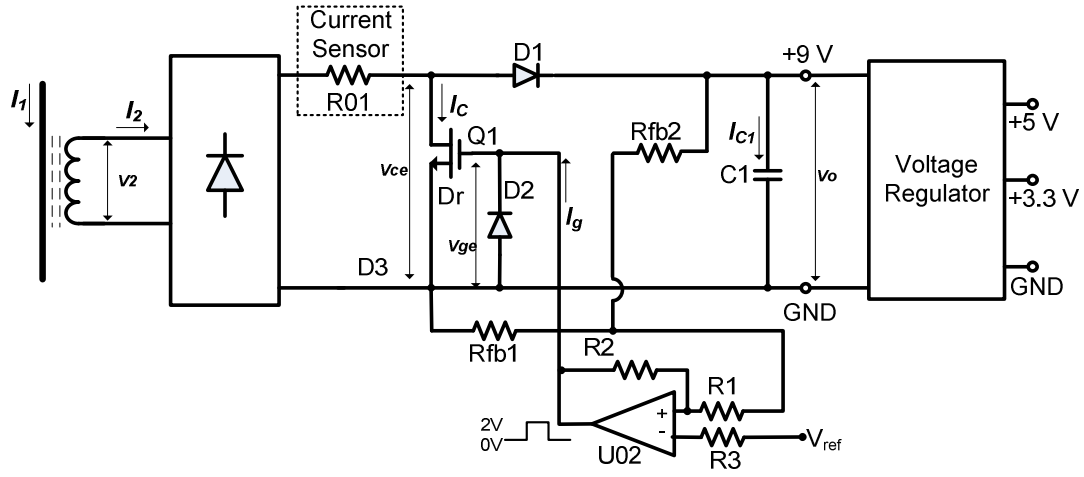 Current
Sensor
R01
D1
+9 V
I1
I2
V2
IC
Q1
Vce
Dr
D2
Vge
Ig
D3
Rfb2
IC1
C1
Vo
Voltage
Regulator
+5 V
+3.3 V
GND
GND
Rfb1
R2
R1
+
-
2V
0V
U02
R3
Vref